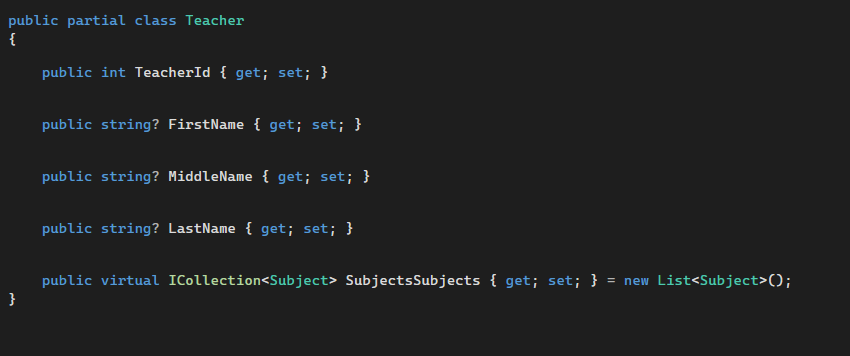 public partial class Teacher
{
public int TeacherId { get; set; }
public string? FirstName { get; set; }
public string? MiddleName { get; set; }
public string? LastName { get; set; }
public virtual ICollection<Subject> SubjectsSubjects { get; set; } = new List<Subject>();
}